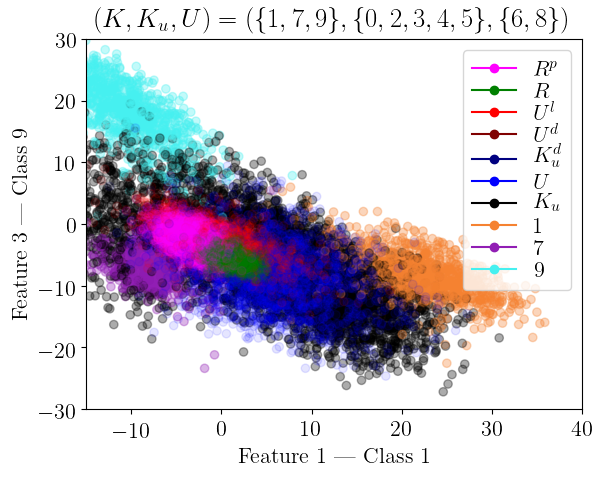 (K, K_u, U) = ({1, 7, 9}, {0, 2, 3, 4, 5}, {6, 8})
30
20
10
0
−10
−20
−30
Feature 3 — Class 9
R^p
R
U^l
U^d
K_u^d
U
K_u
1
7
9
−10
0
10
20
30
40
Feature 1 — Class 1